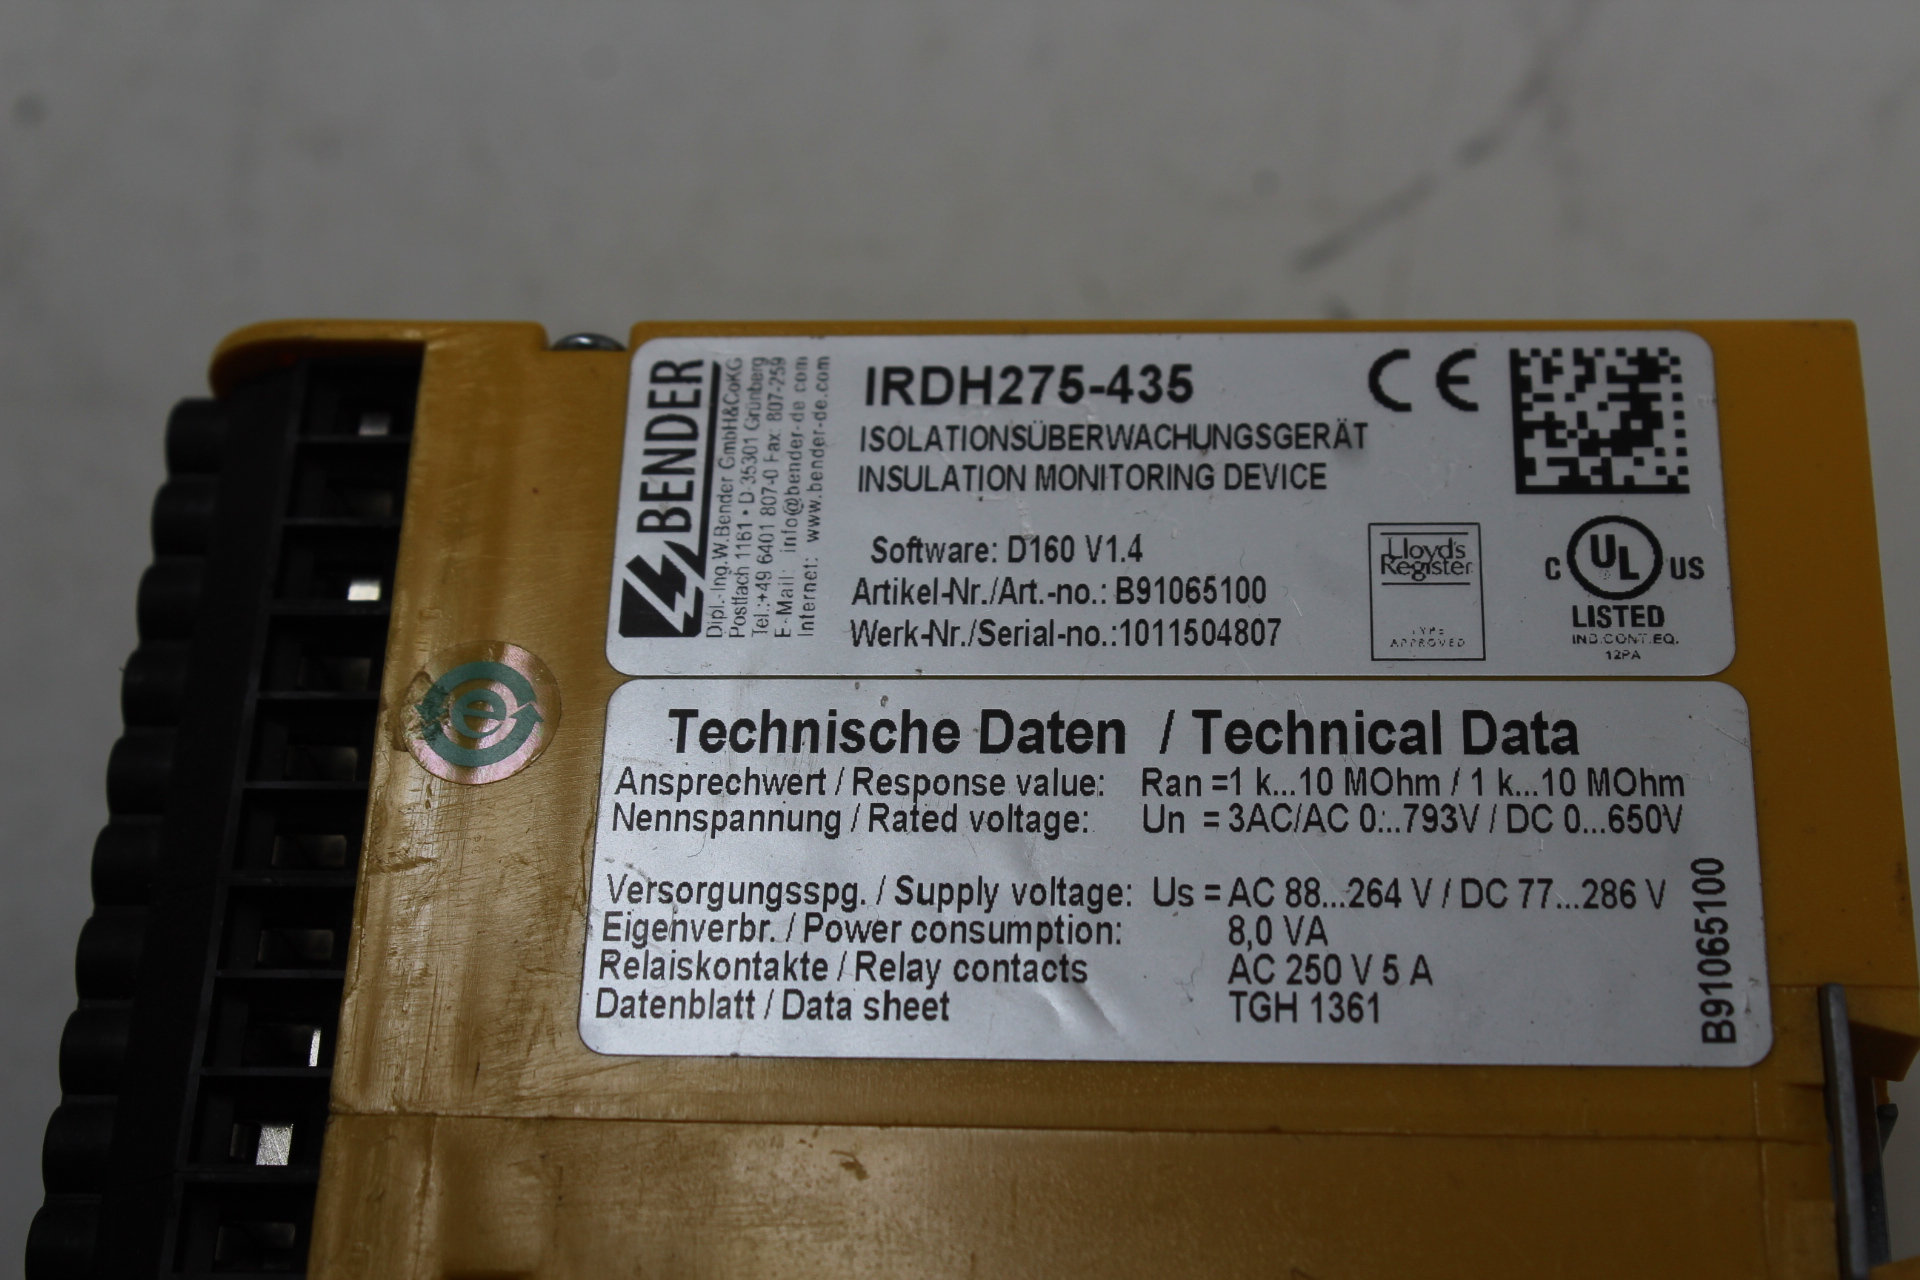 BENDER
Dipl.-Ing.W.Bender GmbH&CoKG
Postfach 1161 • D-35301 Grünberg
Tel.:+49 6401 807-0 Fax: 807-259
E-Mail: info@bender-de com
Internet: www.bender-de.com
IRDH275-435
ISOLATIONSÜBERWACHUNGSGERÄT
INSULATION MONITORING DEVICE
CE
Software: D160 V1.4
Artikel-Nr./Art.-no.: B91065100
Werk-Nr./Serial-no.:1011504807
Lloyd's
Register
TYPE
APPROVED
C UL US
LISTED
IND.CONT.EQ.
12PA
e
Technische Daten / Technical Data
Ansprechwert / Response value: Ran =1 k...10 MOhm / 1 k...10 MOhm
Nennspannung / Rated voltage: Un = 3AC/AC 0...793V / DC 0...650V
Versorgungsspg. / Supply voltage: Us = AC 88...264 V / DC 77...286 V
Eigenverbr. / Power consumption: 8,0 VA
Relaiskontakte / Relay contacts AC 250 V 5 A
Datenblatt / Data sheet TGH 1361
B91065100